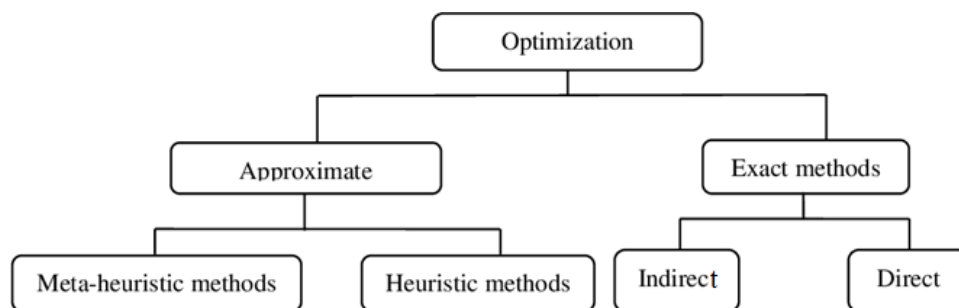 Optimization
Approximate
Exact methods
Meta-heuristic methods
Heuristic methods
Indirect
Direct